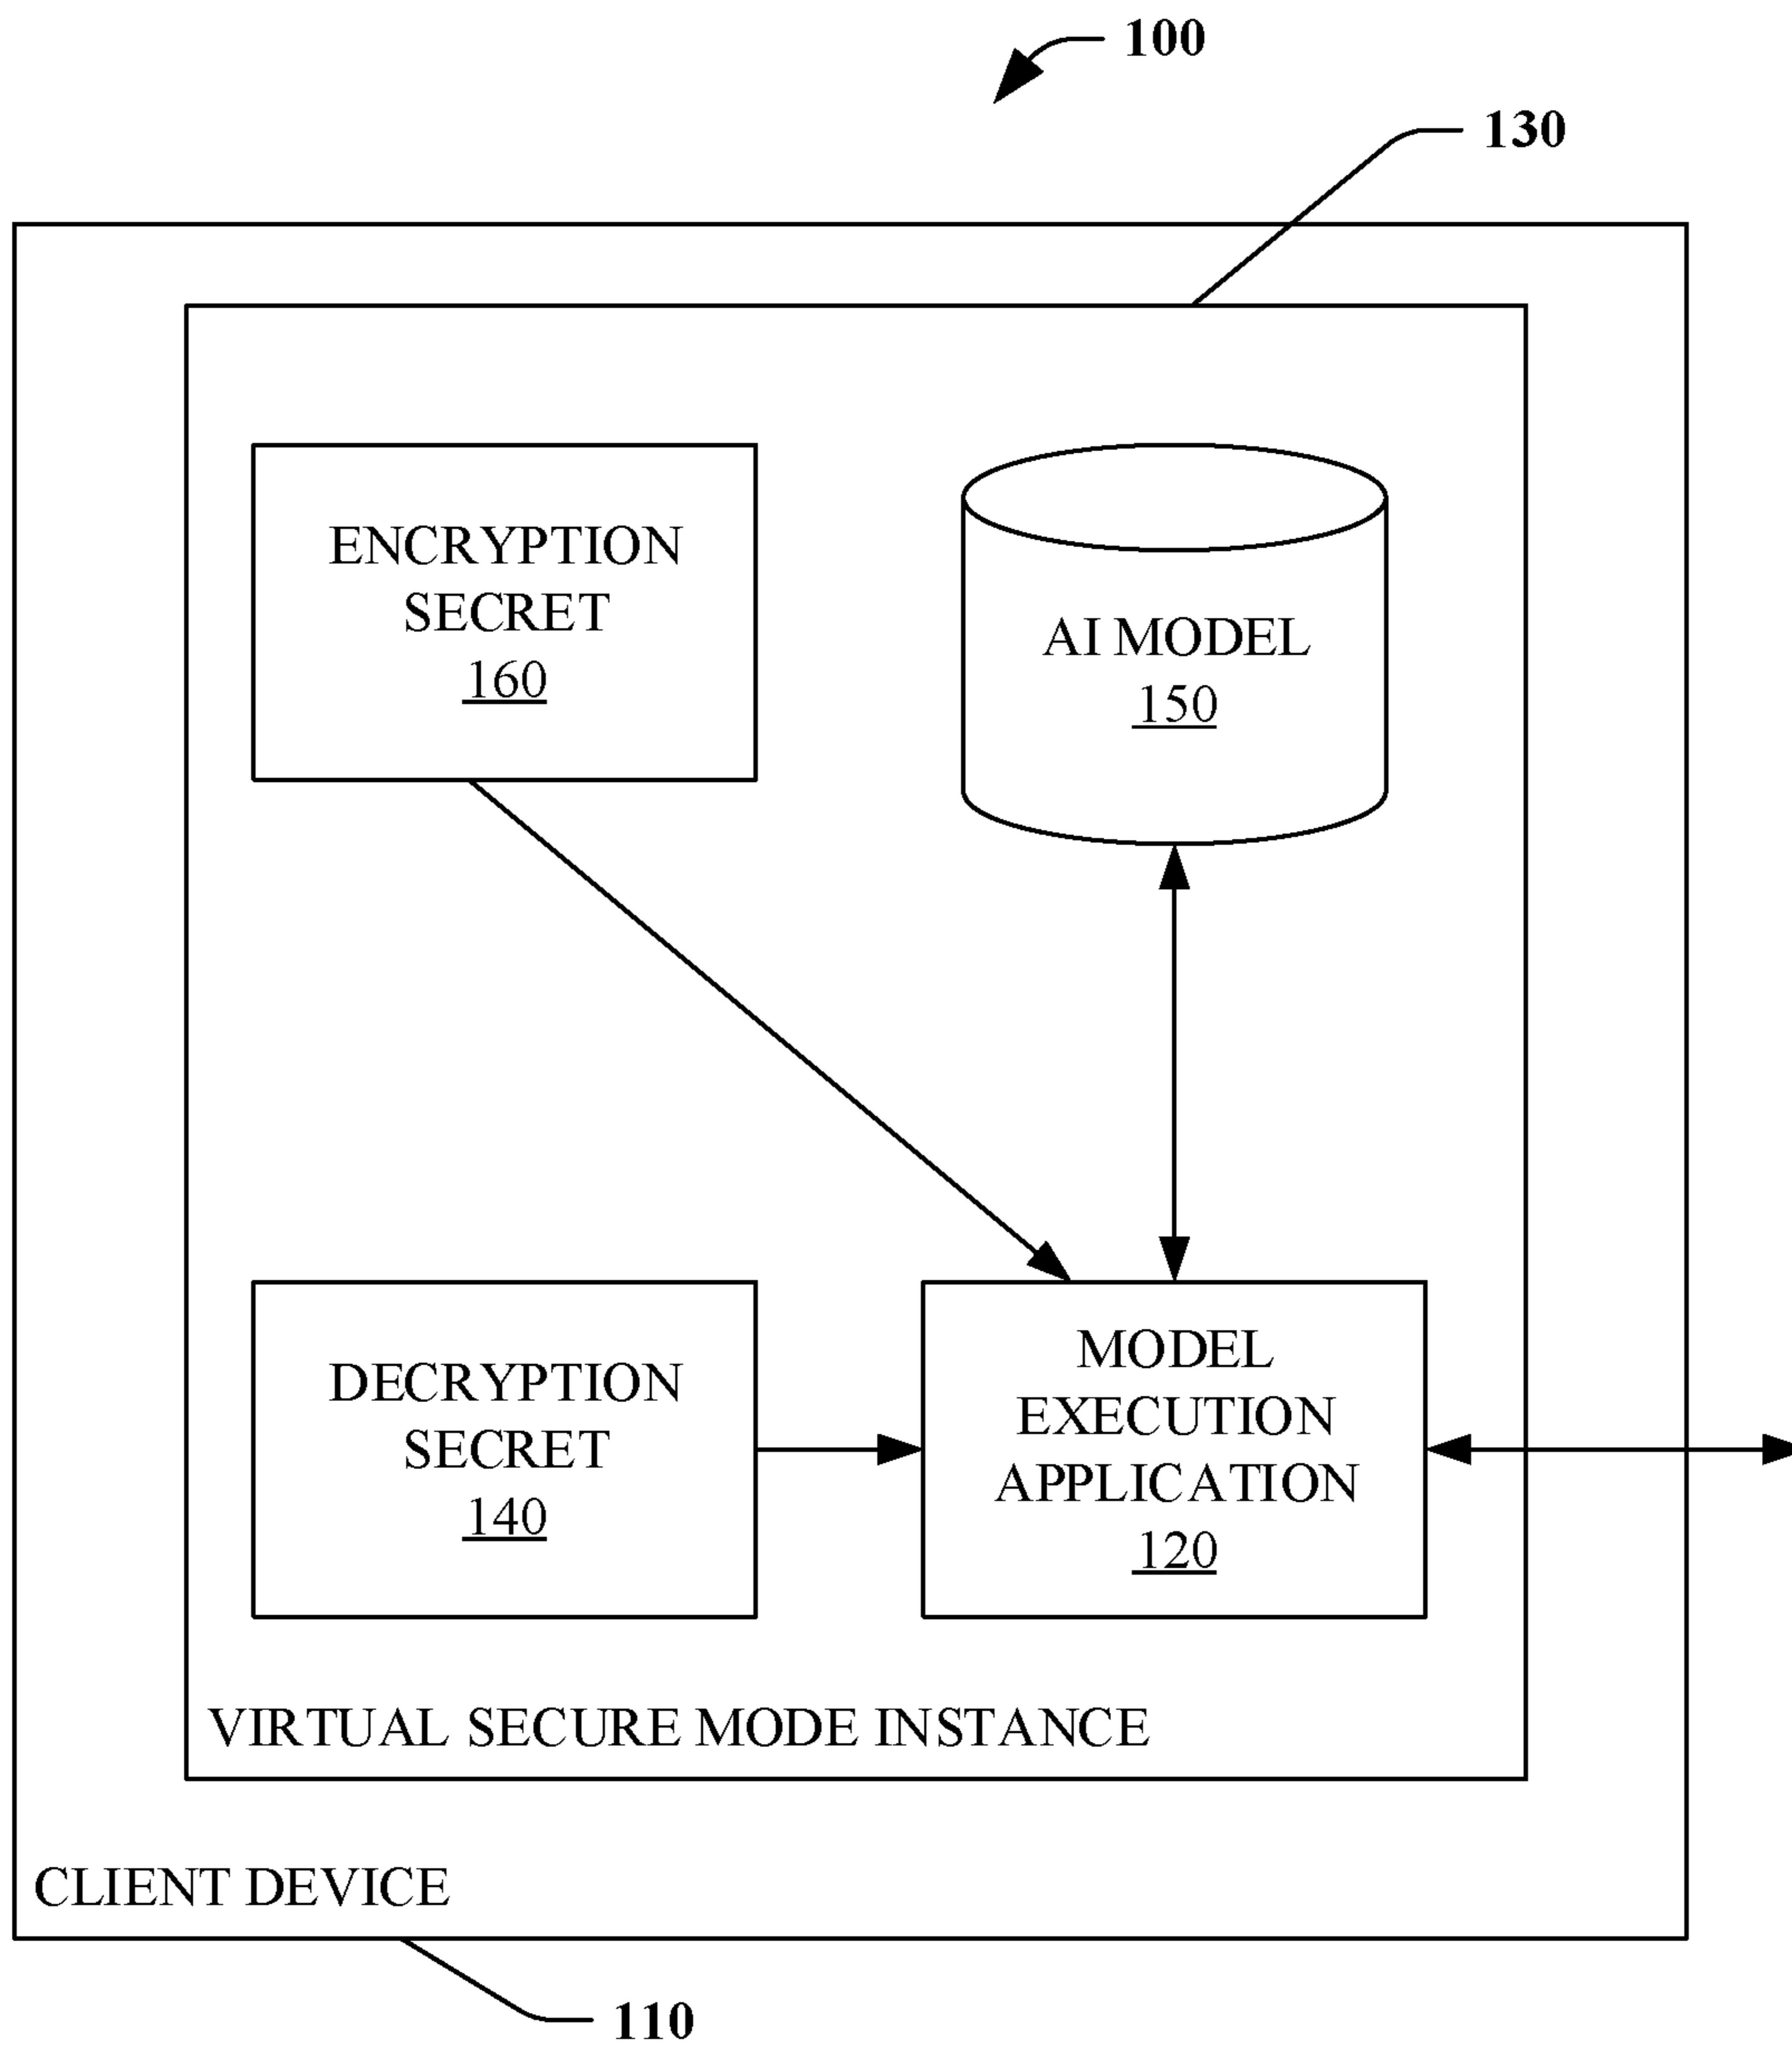 100
130
ENCRYPTION
SECRET
160
AI MODEL
150
DECRYPTION
SECRET
140
MODEL
EXECUTION
APPLICATION
120
VIRTUAL SECURE MODE INSTANCE
CLIENT DEVICE
110